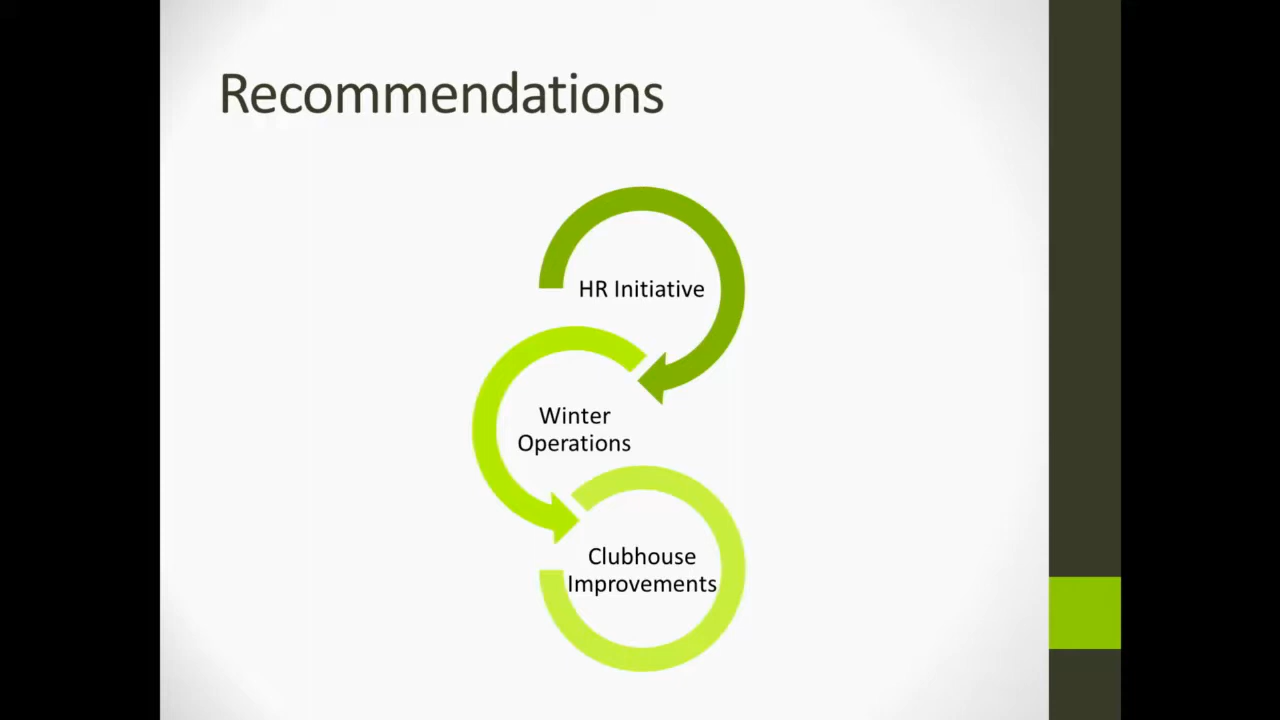 Recommendations
HR Initiative
Winter
Operations
Clubhouse
Improvements